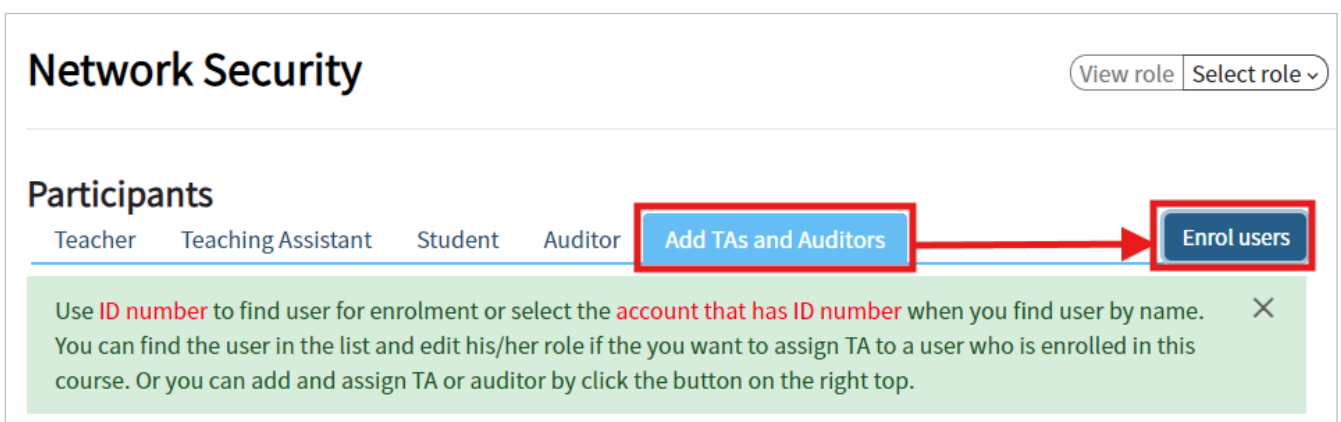 Network Security
View role Select role
Participants
Teacher Teaching Assistant Student Auditor Add TAs and Auditors Enrol users
Use ID number to find user for enrolment or select the account that has ID number when you find user by name.
You can find the user in the list and edit his/her role if the you want to assign TA to a user who is enrolled in this
course. Or you can add and assign TA or auditor by click the button on the right top.